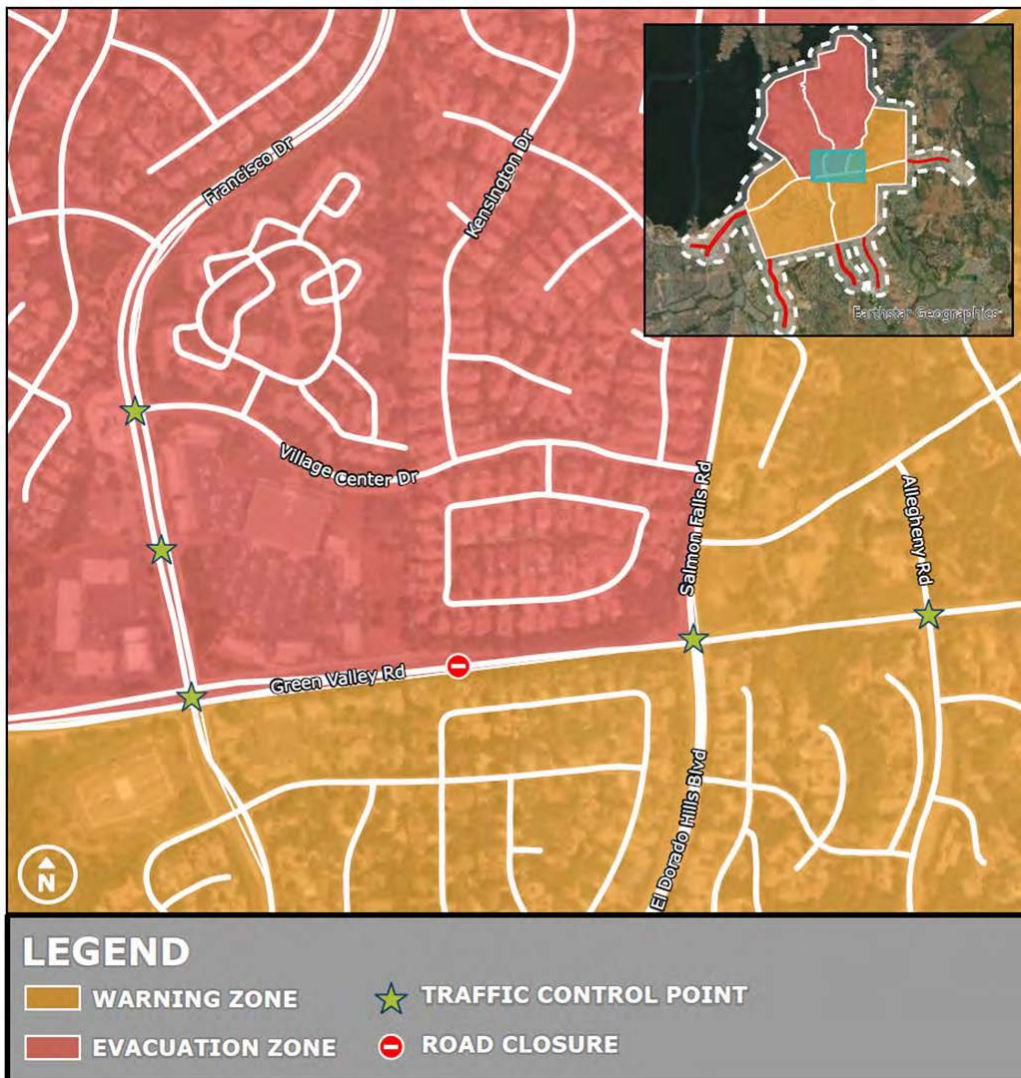 Francisco Dr
Kensington Dr
Earthstar Geographics
Village Center Dr
Salmon Falls Rd
Allegheny Rd
Green Valley Rd
El Dorado Hills Blvd
N
LEGEND
WARNING ZONE
TRAFFIC CONTROL POINT
EVACUATION ZONE
ROAD CLOSURE